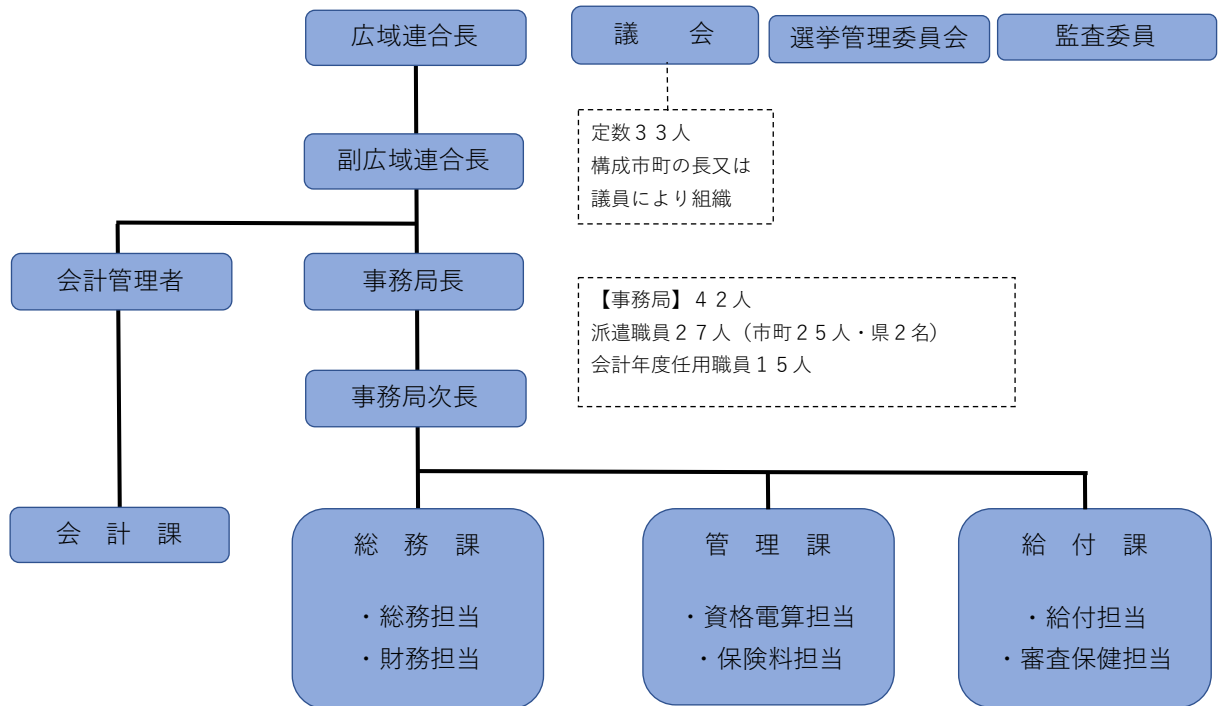 広域連合長
議　　会
選挙管理委員会
監査委員
定数３３人
構成市町の長又は
議員により組織
副広域連合長
会計管理者
事務局長
【事務局】４２人
派遣職員２７人（市町２５人・県２名）
会計年度任用職員１５人
事務局次長
会　計　課
総　務　課
・総務担当
・財務担当
管　理　課
・資格電算担当
・保険料担当
給　付　課
・給付担当
・審査保健担当